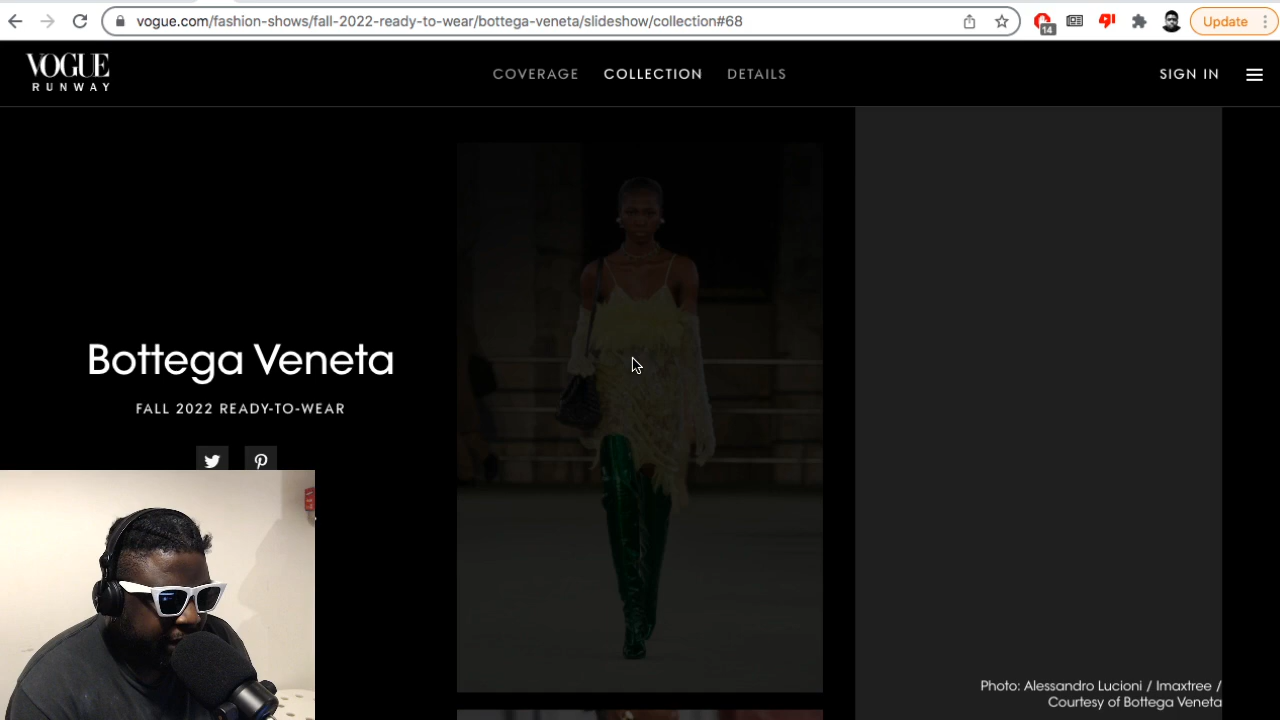 vogue.com/fashion-shows/fall-2022-ready-to-wear/bottega-veneta/slideshow/collection#68
14
Update
VOGUE
RUNWAY
COVERAGE
COLLECTION
DETAILS
SIGN IN
Bottega Veneta
FALL 2022 READY-TO-WEAR
Photo: Alessandro Lucioni / Imaxtree /
Courtesy of Bottega Veneta